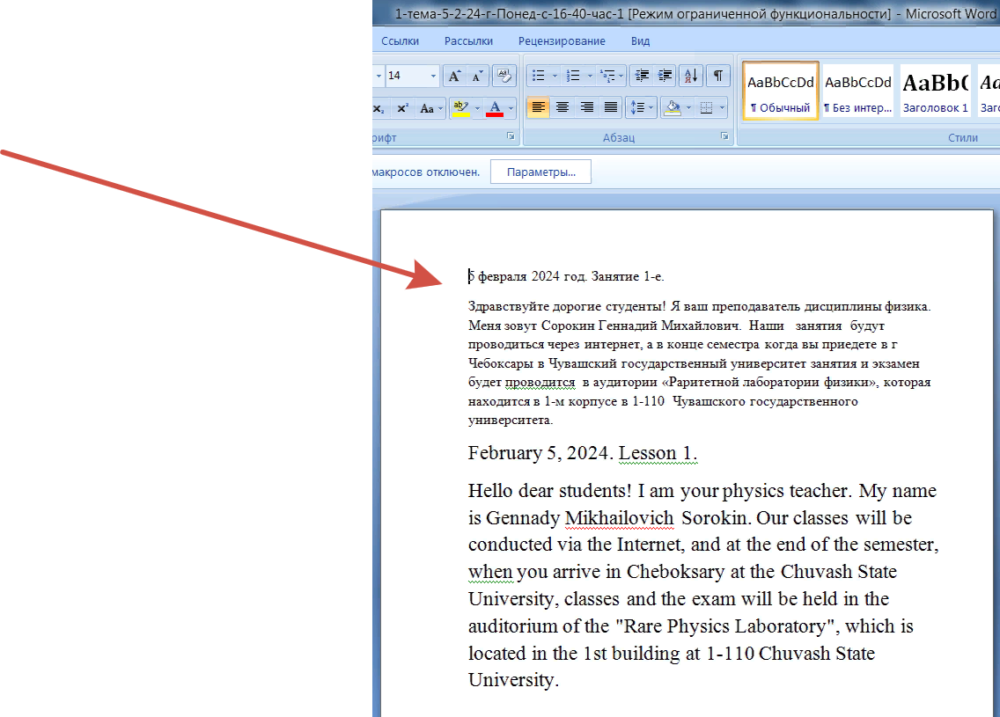 1-тема-5-2-24-г-Понед-с-16-40-час-1 [Режим ограниченной функциональности] - Microsoft Word
Ссылки Рассылки Рецензирование Вид
14
Aa
AaBbCcDd AaBbCcDd AaBb
¶ Обычный ¶ Без интер... Заголовок 1
Абзац Стили
макросов отключен. Параметры...
5 февраля 2024 год. Занятие 1-е.
Здравствуйте дорогие студенты! Я ваш преподаватель дисциплины физика.
Меня зовут Сорокин Геннадий Михайлович. Наши занятия будут
проводиться через интернет, а в конце семестра когда вы приедете в г
Чебоксары в Чувашский государственный университет занятия и экзамен
будет проводится в аудитории «Раритетной лаборатории физики», которая
находится в 1-м корпусе в 1-110 Чувашского государственного
университета.
February 5, 2024. Lesson 1.
Hello dear students! I am your physics teacher. My name
is Gennady Mikhailovich Sorokin. Our classes will be
conducted via the Internet, and at the end of the semester,
when you arrive in Cheboksary at the Chuvash State
University, classes and the exam will be held in the
auditorium of the "Rare Physics Laboratory", which is
located in the 1st building at 1-110 Chuvash State
University.